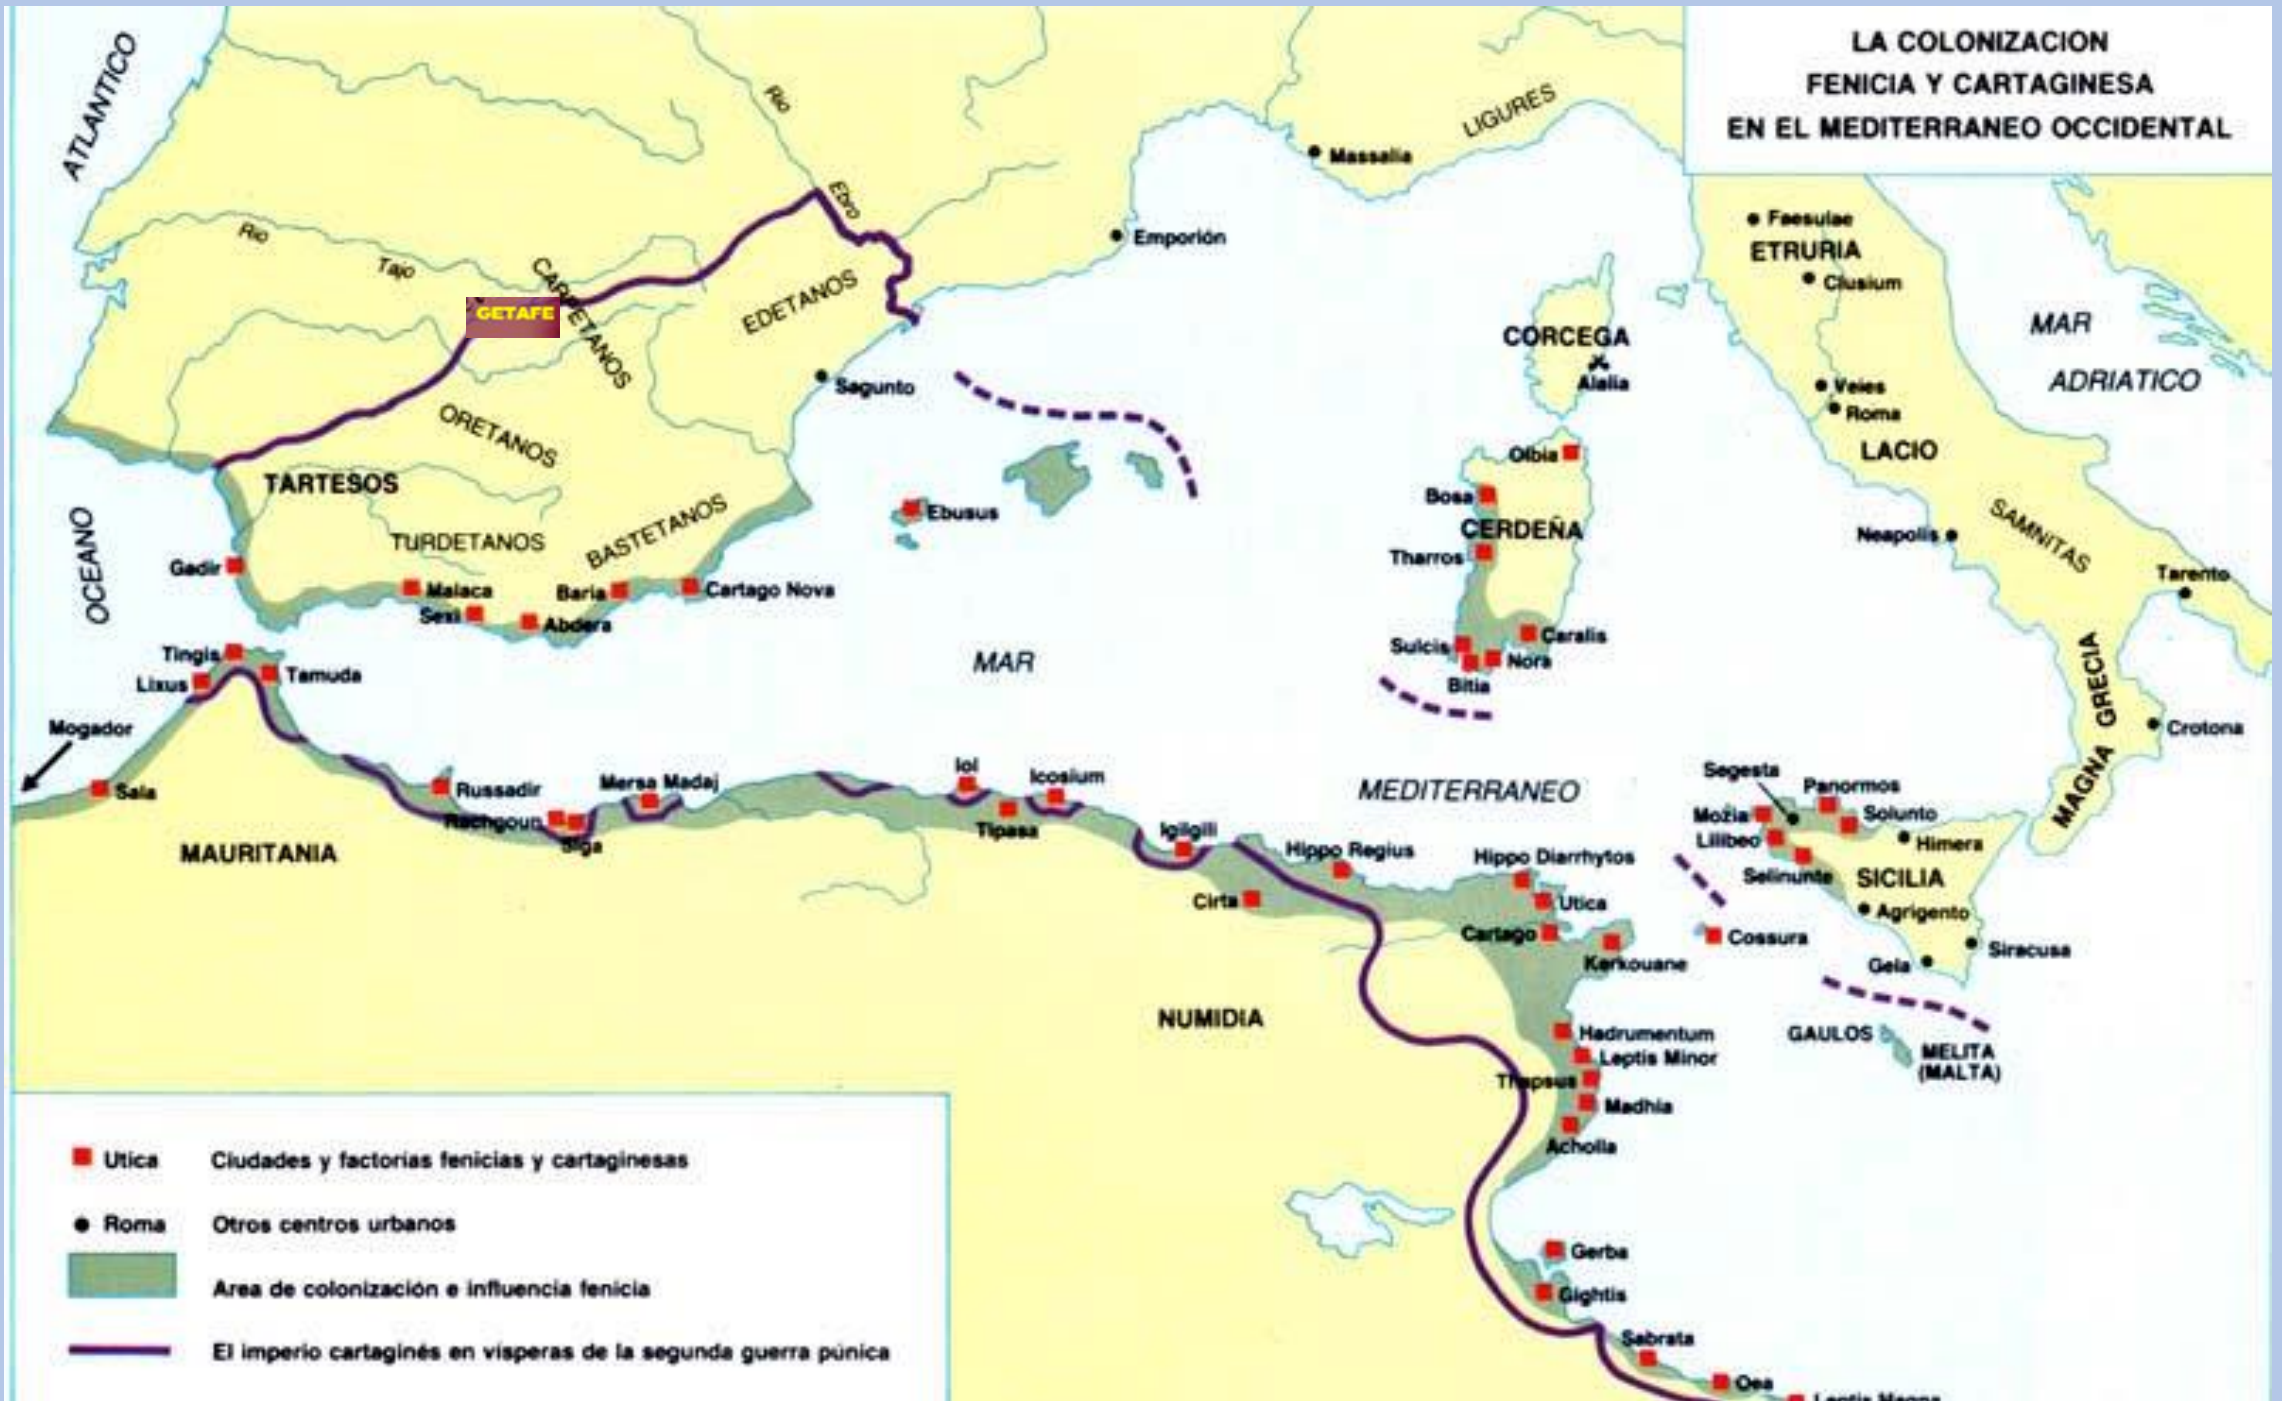 LA COLONIZACION
FENICIA Y CARTAGINESA
EN EL MEDITERRANEO OCCIDENTAL
ATLANTICO
Rio
Ebro
LIGURES
Massalia
Emporión
Faesulae
ETRURIA
Clusium
Rio
Tajo
CARPETANOS
GETAFE
EDETANOS
Sagunto
CORCEGA
Alalia
MAR
ADRIATICO
Veies
Roma
LACIO
ORETANOS
TARTESOS
TURDETANOS
BASTETANOS
Ebusus
Olbia
Bosa
CERDEÑA
Tharros
Neapolis
SAMNITAS
Tarento
OCEANO
Gadir
Malaca
Sexi
Abdera
Baria
Cartago Nova
Sulcis
Caralis
Nora
Bitia
MAGNA GRECIA
Crotona
Tingis
Lixus
Tamuda
MAR
Mogador
Sala
Russadir
Rachgoun
Siga
Mersa Madaj
Iol
Icosium
Tipasa
MEDITERRANEO
Segesta
Panormos
Mozia
Solunto
Lilibeo
Himera
Selinunte
SICILIA
Agrigento
Siracusa
Gela
MAURITANIA
Igilgili
Hippo Regius
Hippo Diarrhytos
Cirta
Utica
Cartago
Kerkouane
Cossura
NUMIDIA
Hadrumentum
Leptis Minor
Thapsus
Madhia
Acholla
GAULOS
MELITA
(MALTA)
Gerba
Gightis
Sabrata
Oea
Leptis Magna
Utica Ciudades y factorias fenicias y cartaginesas
Roma Otros centros urbanos
Area de colonización e influencia fenicia
El imperio cartaginés en visperas de la segunda guerra púnica